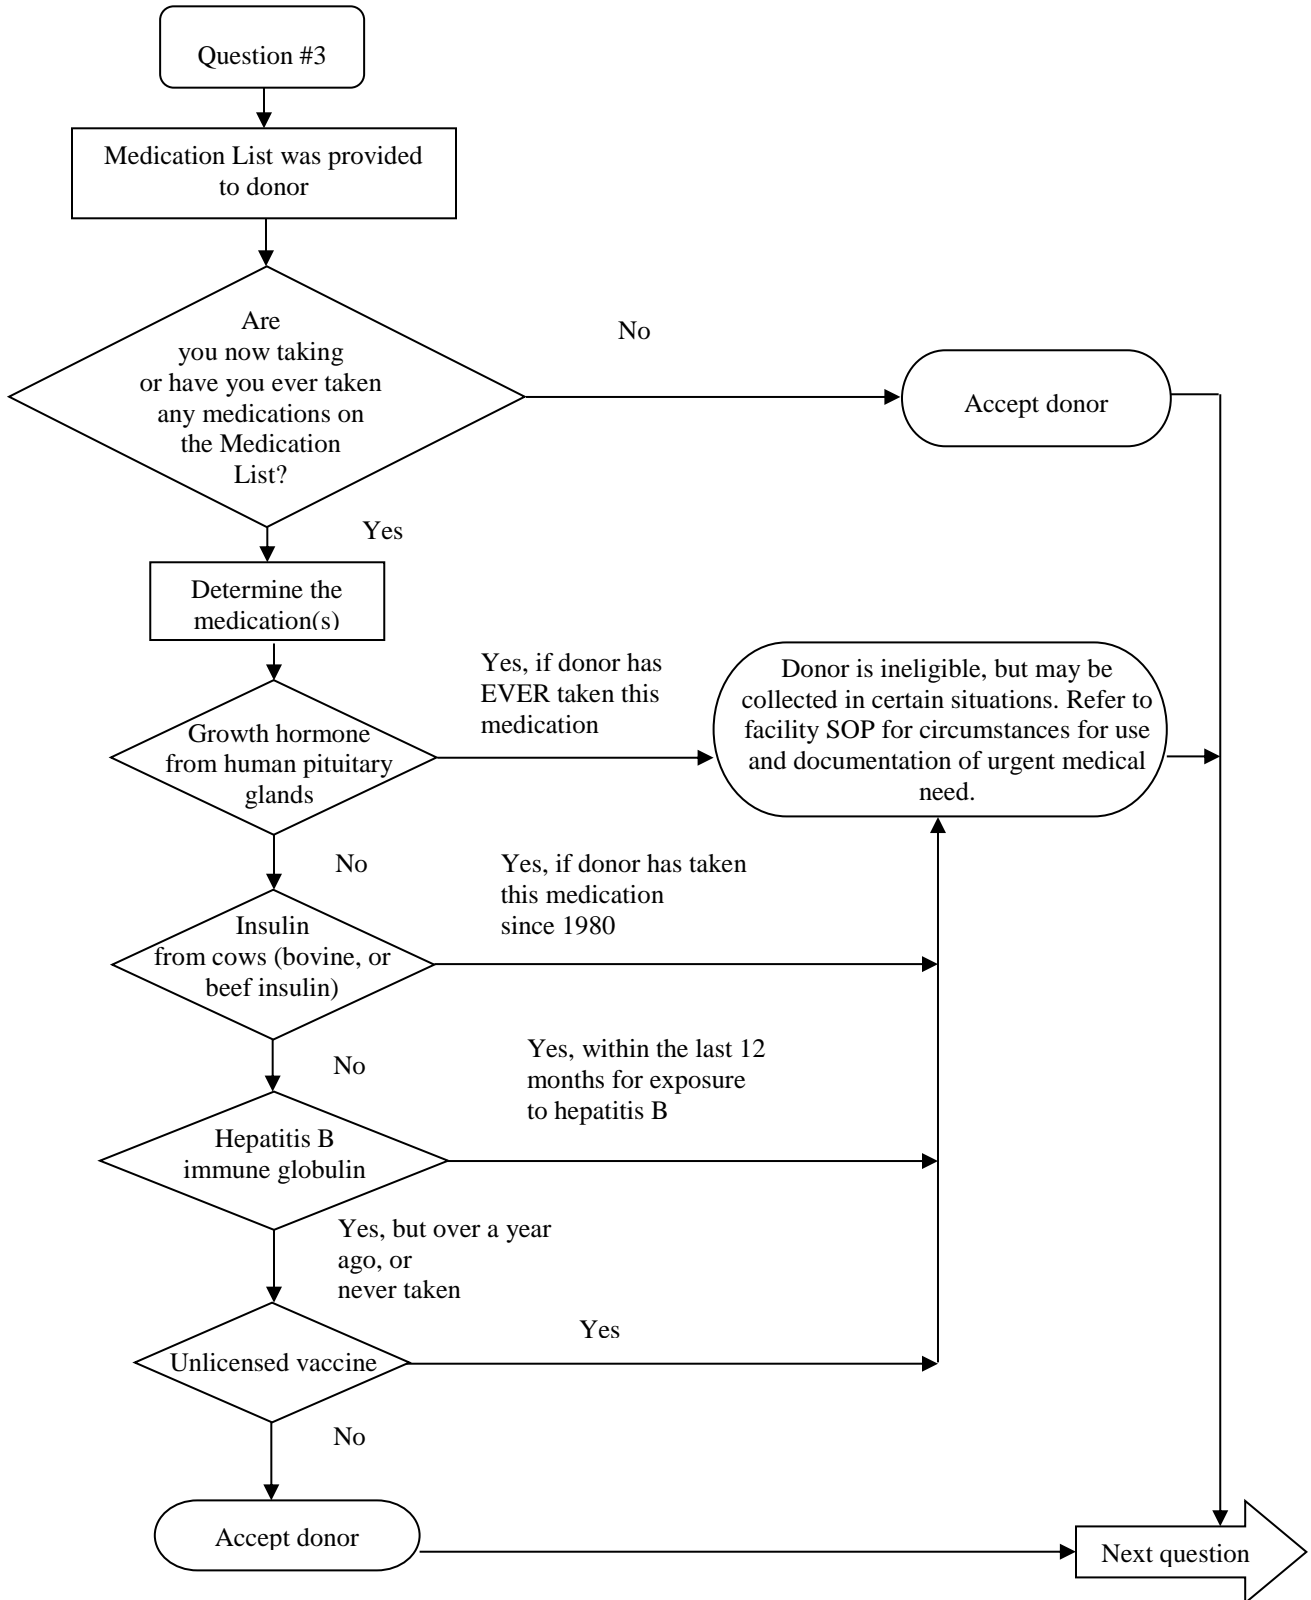 Question #3
Medication List was provided
to donor
Are
you now taking
or have you ever taken
any medications on
the Medication
List?
No
Accept donor
Yes
Determine the
medication(s)
Growth hormone
from human pituitary
glands
Yes, if donor has
EVER taken this
medication
Donor is ineligible, but may be
collected in certain situations. Refer to
facility SOP for circumstances for use
and documentation of urgent medical
need.
No
Insulin
from cows (bovine, or
beef insulin)
Yes, if donor has taken
this medication
since 1980
No
Hepatitis B
immune globulin
Yes, within the last 12
months for exposure
to hepatitis B
Yes, but over a year
ago, or
never taken
Unlicensed vaccine
Yes
No
Accept donor
Next question